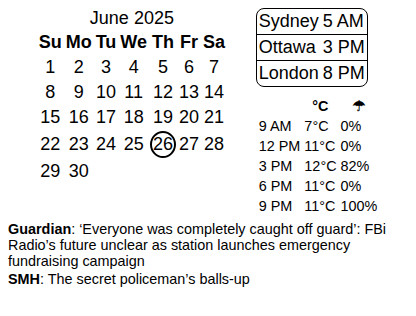 June 2025
Su Mo Tu We Th Fr Sa
1 2 3 4 5 6 7
8 9 10 11 12 13 14
15 16 17 18 19 20 21
22 23 24 25 26 27 28
29 30
Sydney 5 AM
Ottawa 3 PM
London 8 PM
°C ☂
9 AM 7°C 0%
12 PM 11°C 0%
3 PM 12°C 82%
6 PM 11°C 0%
9 PM 11°C 100%
Guardian: ‘Everyone was completely caught off guard’: FBi
Radio’s future unclear as station launches emergency
fundraising campaign
SMH: The secret policeman’s balls-up